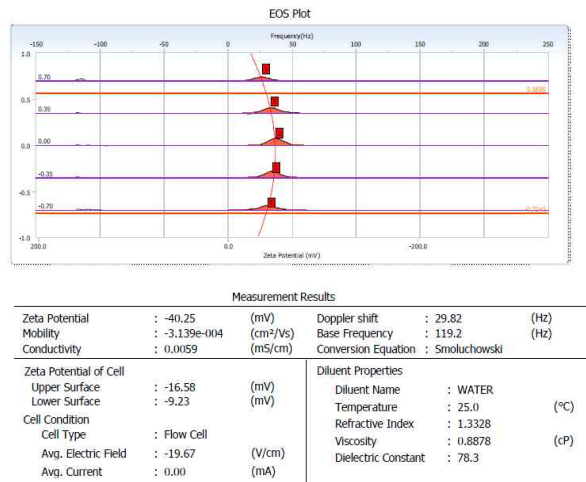 EOS Plot
Frequency(Hz)
-150 -100 -50 0 50 100 150 200 250
1.0
0.70
0.5
0.35
0.0 0.00
-0.35
-0.5
-0.70
-1.0
200.0 0.0 -200.0
Zeta Potential (mV)
Measurement Results
Zeta Potential : -40.25 (mV) Doppler shift : 29.82 (Hz)
Mobility : -3.139e-004 (cm²/Vs) Base Frequency : 119.2 (Hz)
Conductivity : 0.0059 (mS/cm) Conversion Equation : Smoluchowski
Zeta Potential of Cell Diluent Properties
Upper Surface : -16.58 (mV) Diluent Name : WATER
Lower Surface : -9.23 (mV) Temperature : 25.0 (°C)
Cell Condition Refractive Index : 1.3328
Cell Type : Flow Cell Viscosity : 0.8878 (cP)
Avg. Electric Field : -19.67 (V/cm) Dielectric Constant : 78.3
Avg. Current : 0.00 (mA)